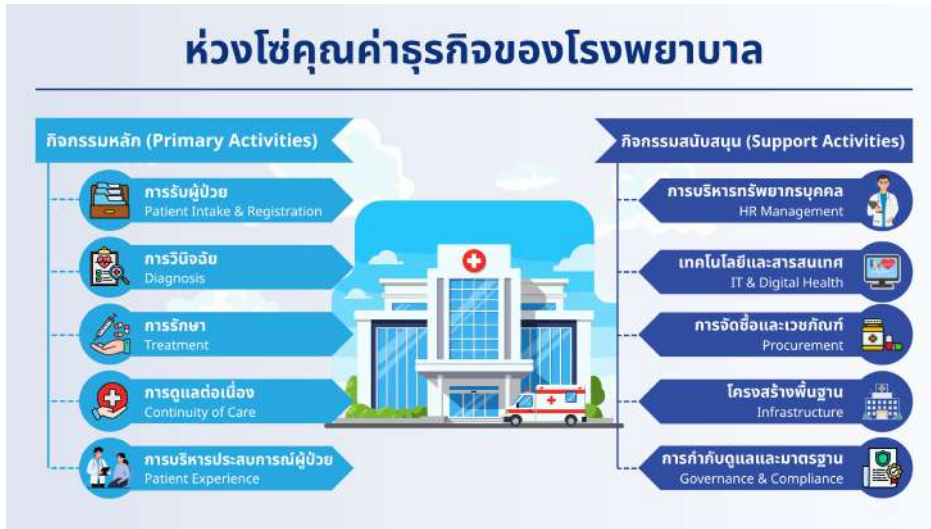 ห่วงโซ่คุณค่าธุรกิจของโรงพยาบาล
กิจกรรมหลัก (Primary Activities)
การรับผู้ป่วย
Patient Intake & Registration
การวินิจฉัย
Diagnosis
การรักษา
Treatment
การดูแลต่อเนื่อง
Continuity of Care
การบริหารประสบการณ์ผู้ป่วย
Patient Experience
กิจกรรมสนับสนุน (Support Activities)
การบริหารทรัพยากรบุคคล
HR Management
เทคโนโลยีและสารสนเทศ
IT & Digital Health
การจัดซื้อและเวชภัณฑ์
Procurement
โครงสร้างพื้นฐาน
Infrastructure
การกำกับดูแลและมาตรฐาน
Governance & Compliance